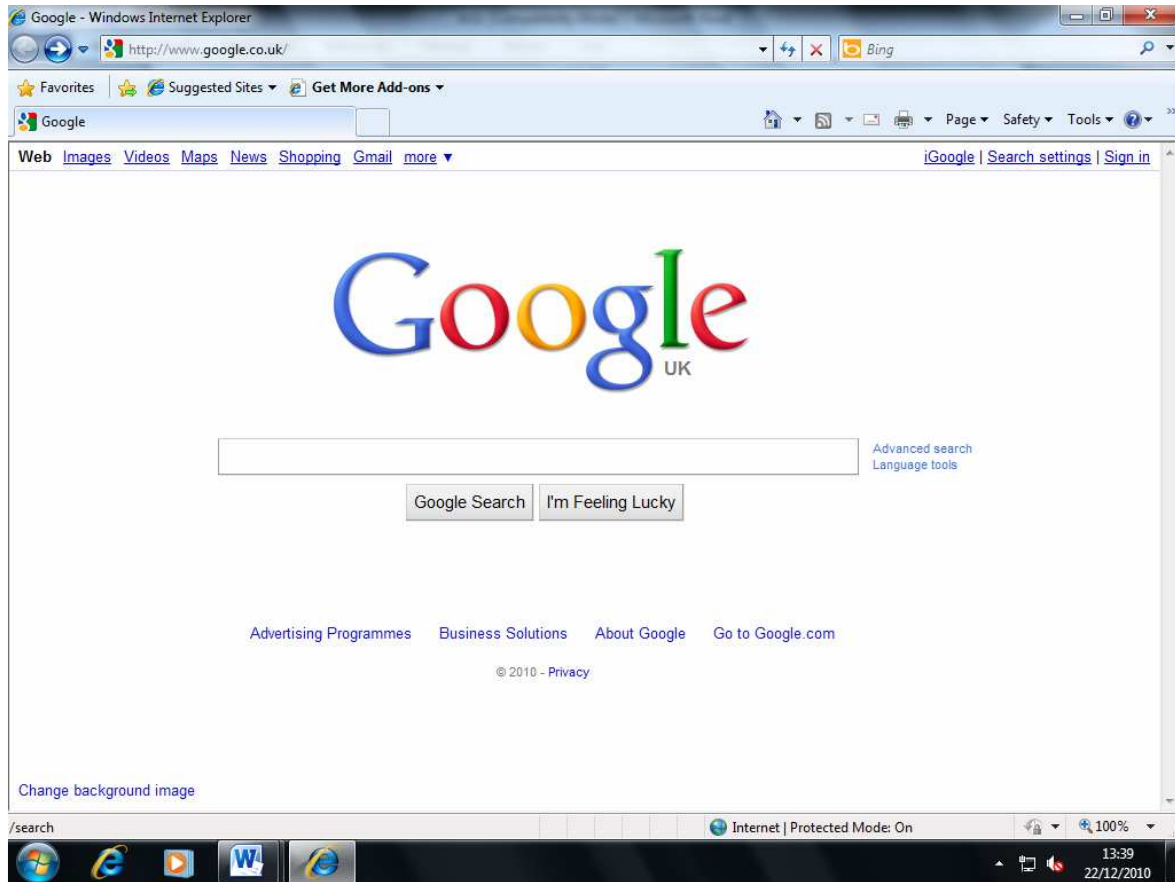 Google - Windows Internet Explorer
http://www.google.co.uk/ Bing
Favorites Suggested Sites Get More Add-ons
Google Page Safety Tools
Web Images Videos Maps News Shopping Gmail more ▼ iGoogle | Search settings | Sign in
Google
UK
Advanced search
Language tools
Google Search I'm Feeling Lucky
Advertising Programmes Business Solutions About Google Go to Google.com
© 2010 - Privacy
Change background image
/search Internet | Protected Mode: On 100%
W 13:39
22/12/2010